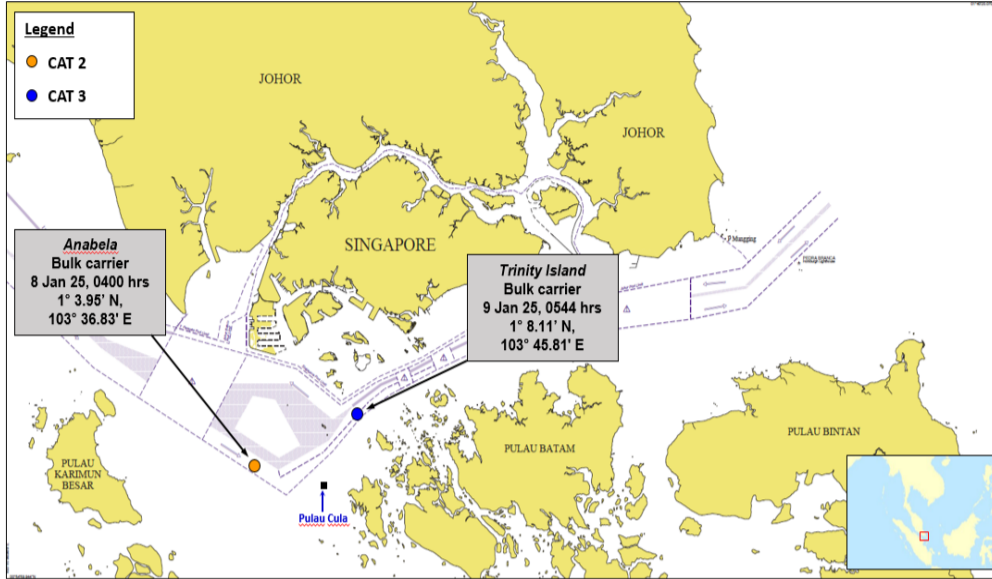 Legend
CAT 2
CAT 3
JOHOR
JOHOR
SINGAPORE
P Mungging
Anabela
Bulk carrier
8 Jan 25, 0400 hrs
1° 3.95' N,
103° 36.83' E
Trinity Island
Bulk carrier
9 Jan 25, 0544 hrs
1° 8.11' N,
103° 45.81' E
PULAU
KARIMUN
BESAR
PULAU BATAM
PULAU BINTAN
Pulau Cula